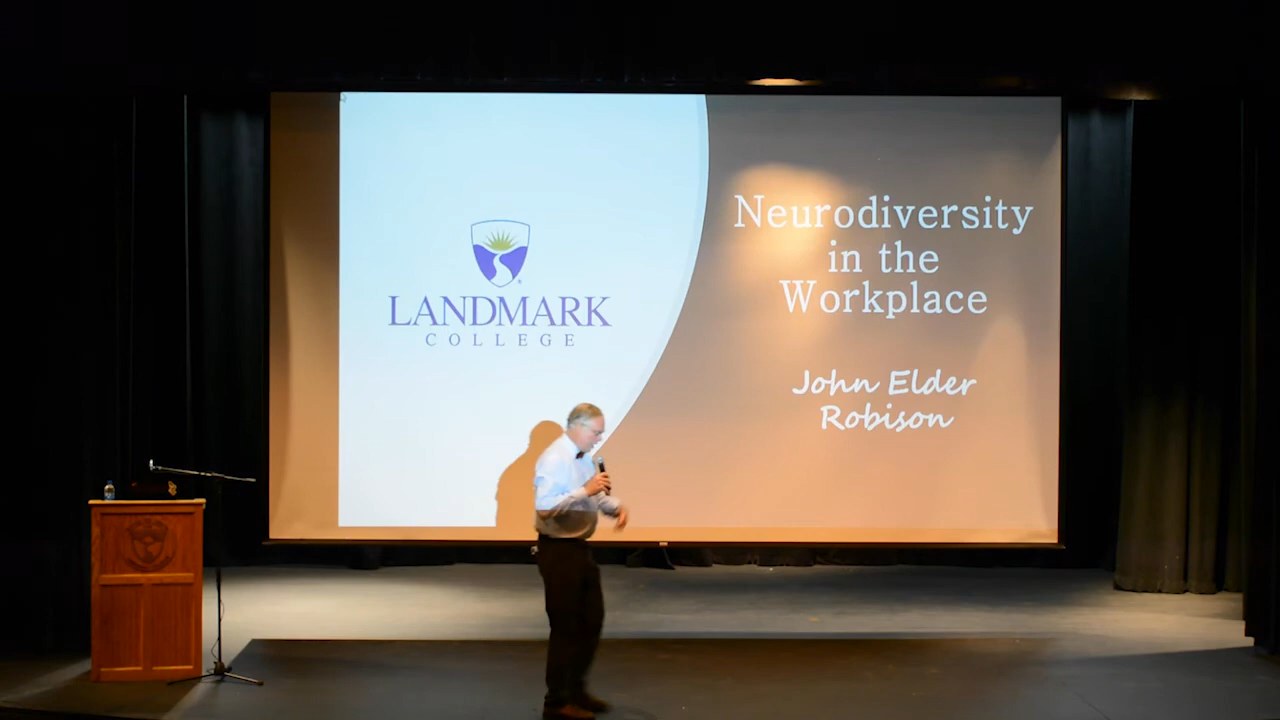 LANDMARK
COLLEGE
Neurodiversity
in the
Workplace
John Elder
Robison